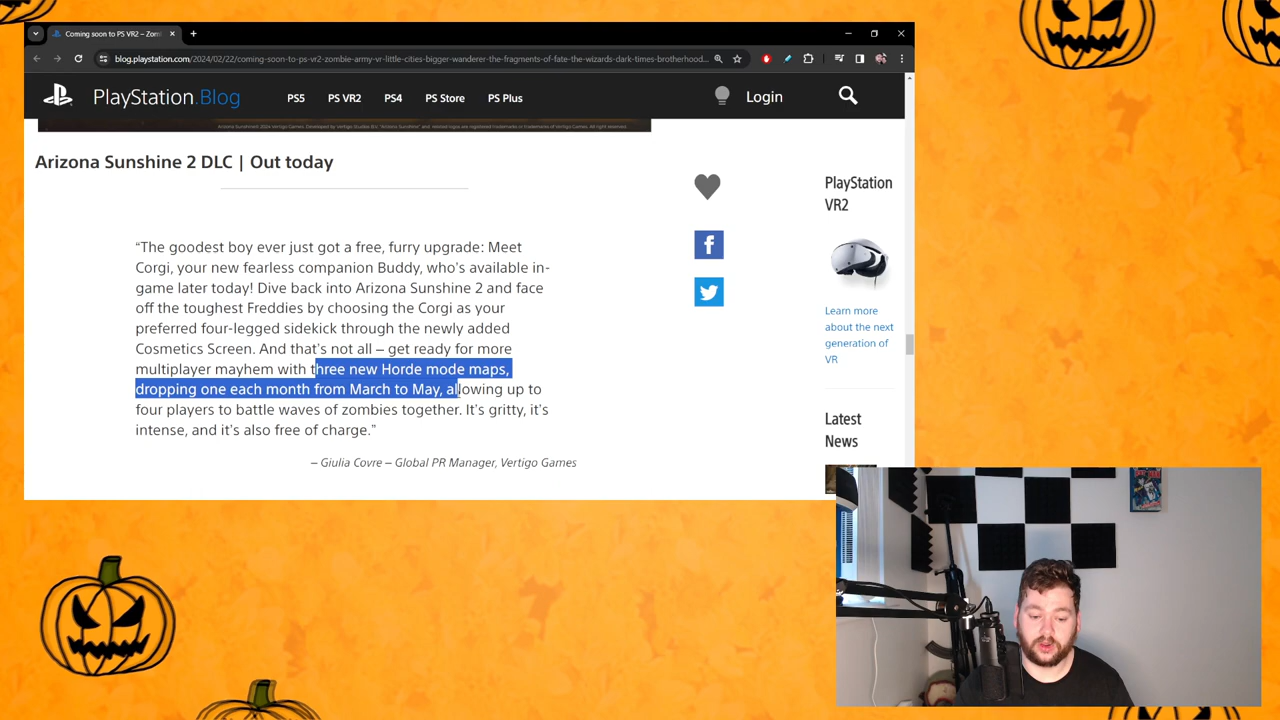 Coming soon to PS VR2 – Zom
blog.playstation.com/2024/02/22/coming-soon-to-ps-vr2-zombie-army-vr-little-cities-bigger-wanderer-the-fragments-of-fate-the-wizards-dark-times-brotherhood...
PlayStation.Blog
PS5
PS VR2
PS4
PS Store
PS Plus
Login
Arizona Sunshine 2 DLC | Out today
“The goodest boy ever just got a free, furry upgrade: Meet
Corgi, your new fearless companion Buddy, who's available in-
game later today! Dive back into Arizona Sunshine 2 and face
off the toughest Freddies by choosing the Corgi as your
preferred four-legged sidekick through the newly added
Cosmetics Screen. And that's not all – get ready for more
multiplayer mayhem with three new Horde mode maps,
dropping one each month from March to May, allowing up to
four players to battle waves of zombies together. It's gritty, it's
intense, and it's also free of charge.”
– Giulia Covre – Global PR Manager, Vertigo Games
PlayStation
VR2
Learn more
about the next
generation of
VR
Latest
News